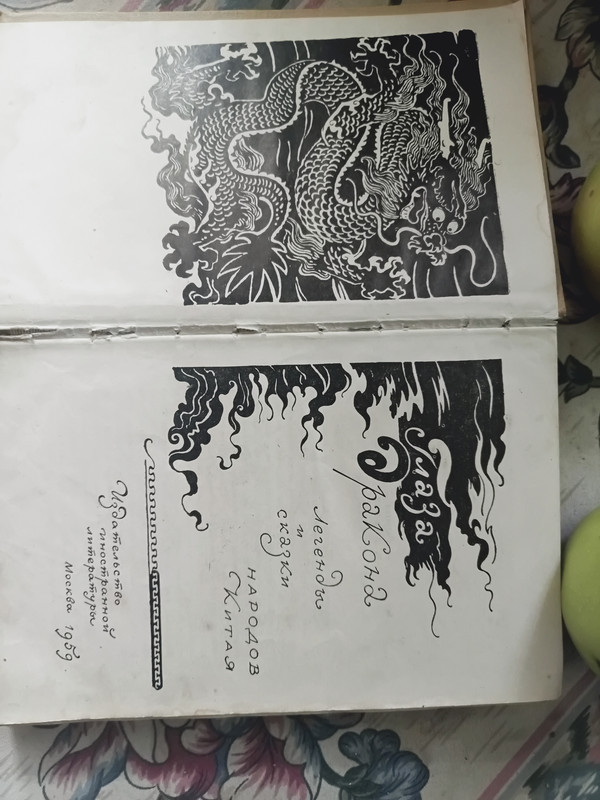 Глаза
дракона
легенды
и
сказки
НАРОДОВ
КИТАЯ
Издательство
иностранной
литературы
Москва 1959.